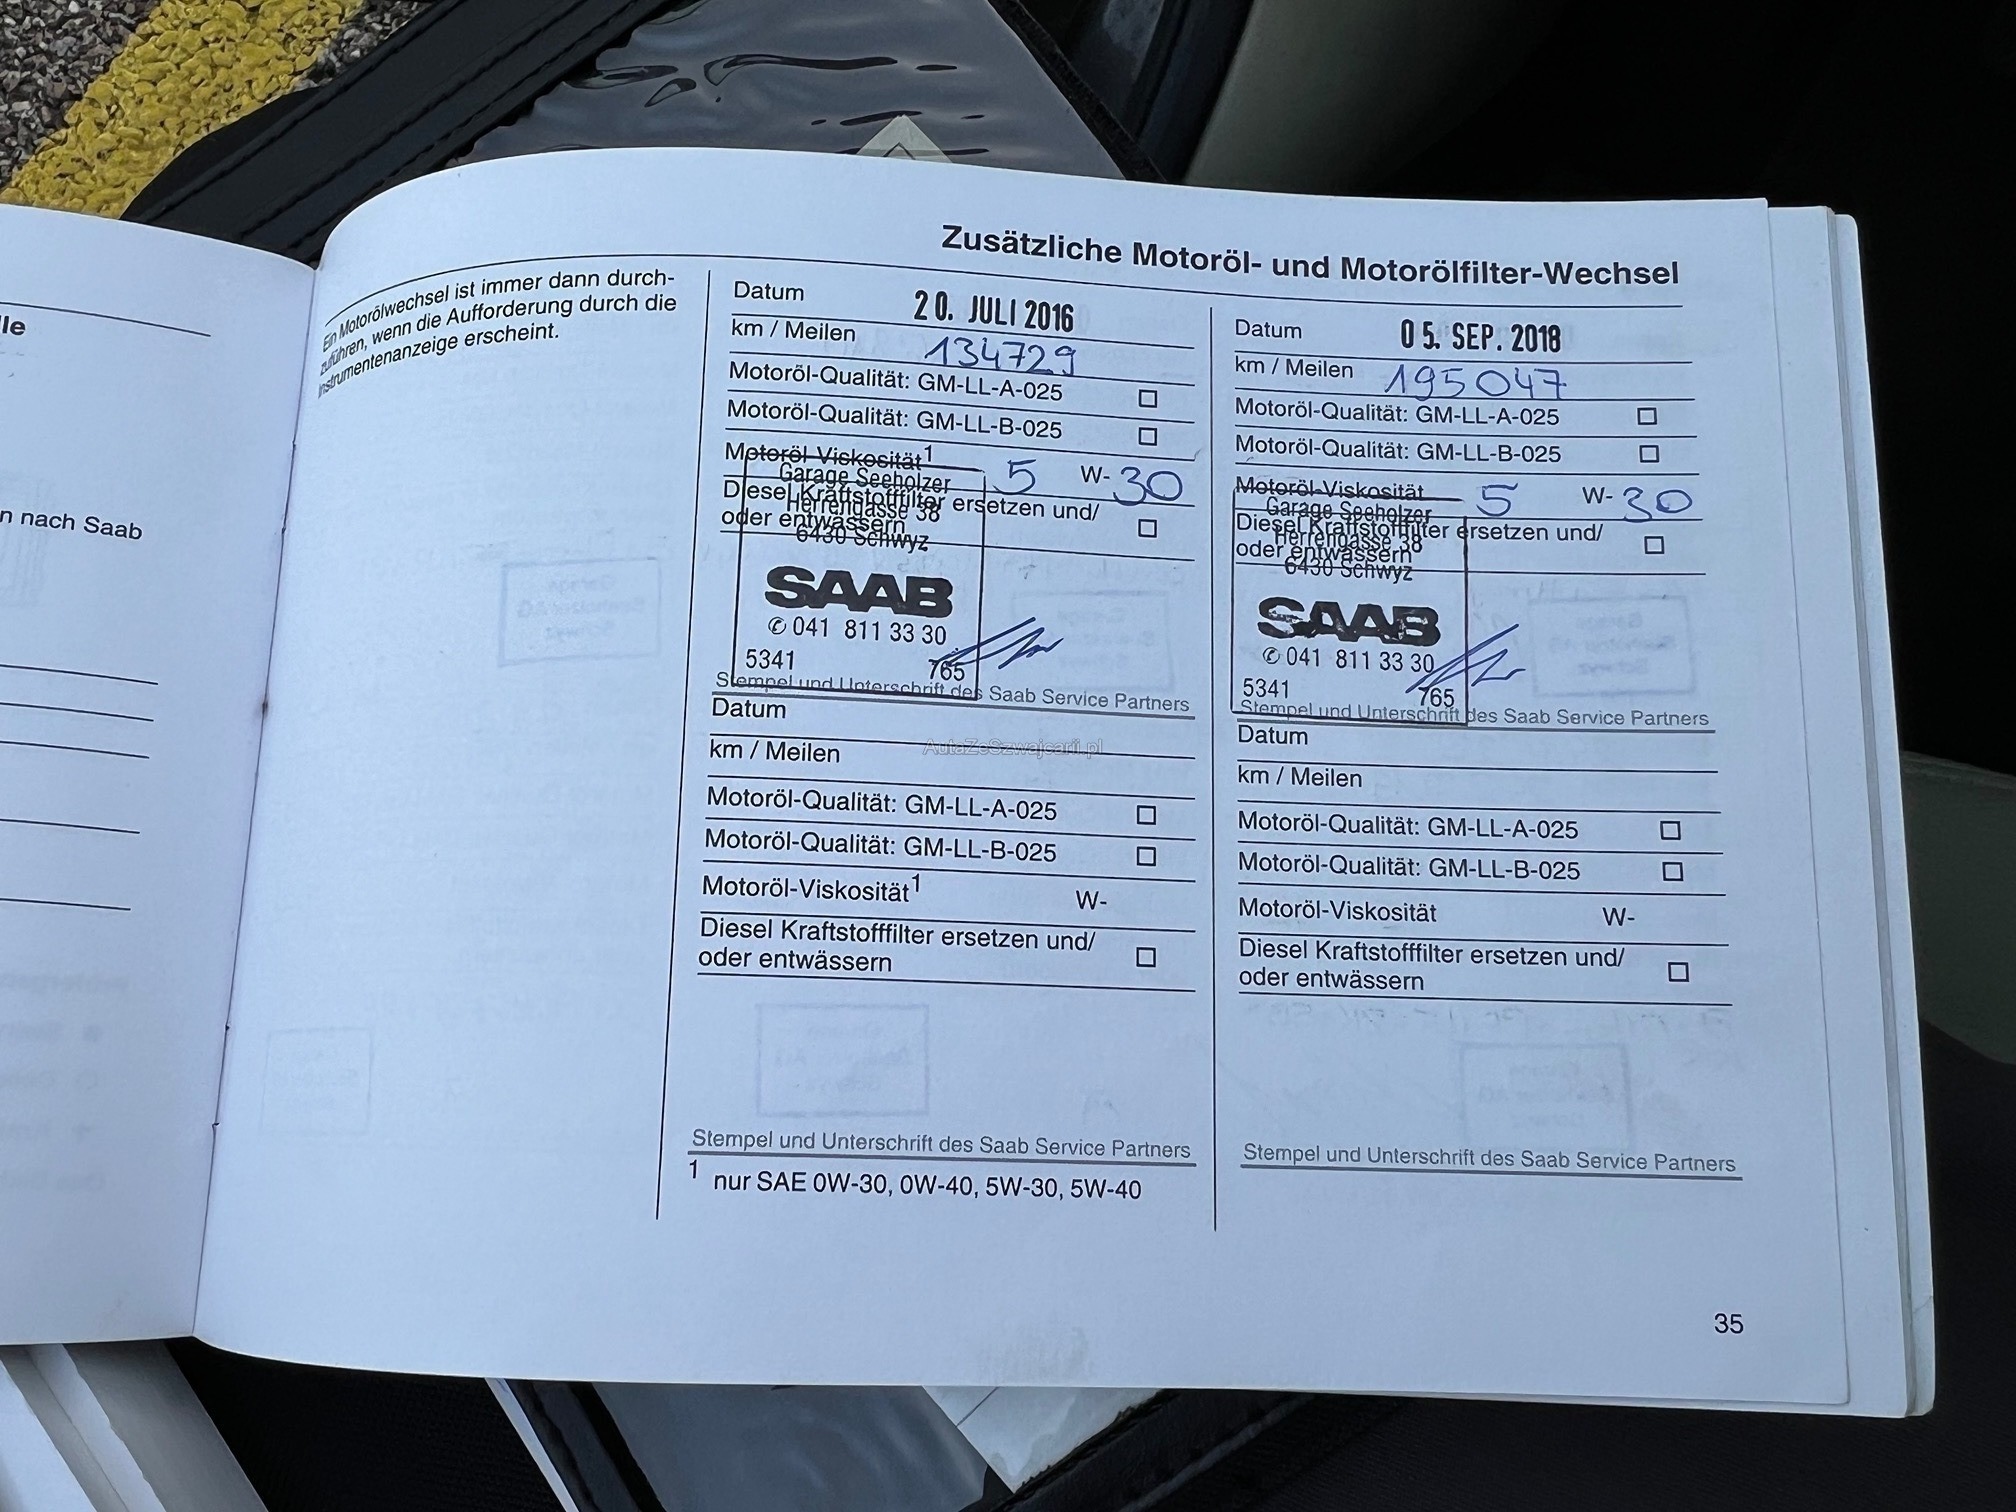 lle
n nach Saab
Zusätzliche Motoröl- und Motorölfilter-Wechsel
Ein Motorölwechsel ist immer dann durch-
zuführen, wenn die Aufforderung durch die
Instrumentenanzeige erscheint.
Datum 20. JULI 2016
km / Meilen 134729
Motoröl-Qualität: GM-LL-A-025
Motoröl-Qualität: GM-LL-B-025
Motoröl-Viskosität1 5 W- 30
Garage Seeholzer
Diesel Kraftstofffilter ersetzen und/
Herrengasse 38
oder entwässern
6430 Schwyz
SAAB
✆ 041 811 33 30
5341 765
Stempel und Unterschrift des Saab Service Partners
Datum
km / Meilen
Motoröl-Qualität: GM-LL-A-025
Motoröl-Qualität: GM-LL-B-025
Motoröl-Viskosität1 W-
Diesel Kraftstofffilter ersetzen und/
oder entwässern
Stempel und Unterschrift des Saab Service Partners
1 nur SAE 0W-30, 0W-40, 5W-30, 5W-40
Datum 05. SEP. 2018
km / Meilen 195047
Motoröl-Qualität: GM-LL-A-025
Motoröl-Qualität: GM-LL-B-025
Motoröl-Viskosität 5 W- 30
Garage Seeholzer
Diesel Kraftstofffilter ersetzen und/
Herrengasse 38
oder entwässern
6430 Schwyz
SAAB
✆ 041 811 33 30
5341 765
Stempel und Unterschrift des Saab Service Partners
Datum
km / Meilen
Motoröl-Qualität: GM-LL-A-025
Motoröl-Qualität: GM-LL-B-025
Motoröl-Viskosität W-
Diesel Kraftstofffilter ersetzen und/
oder entwässern
Stempel und Unterschrift des Saab Service Partners
35
AutaZeSzwajcarii.pl